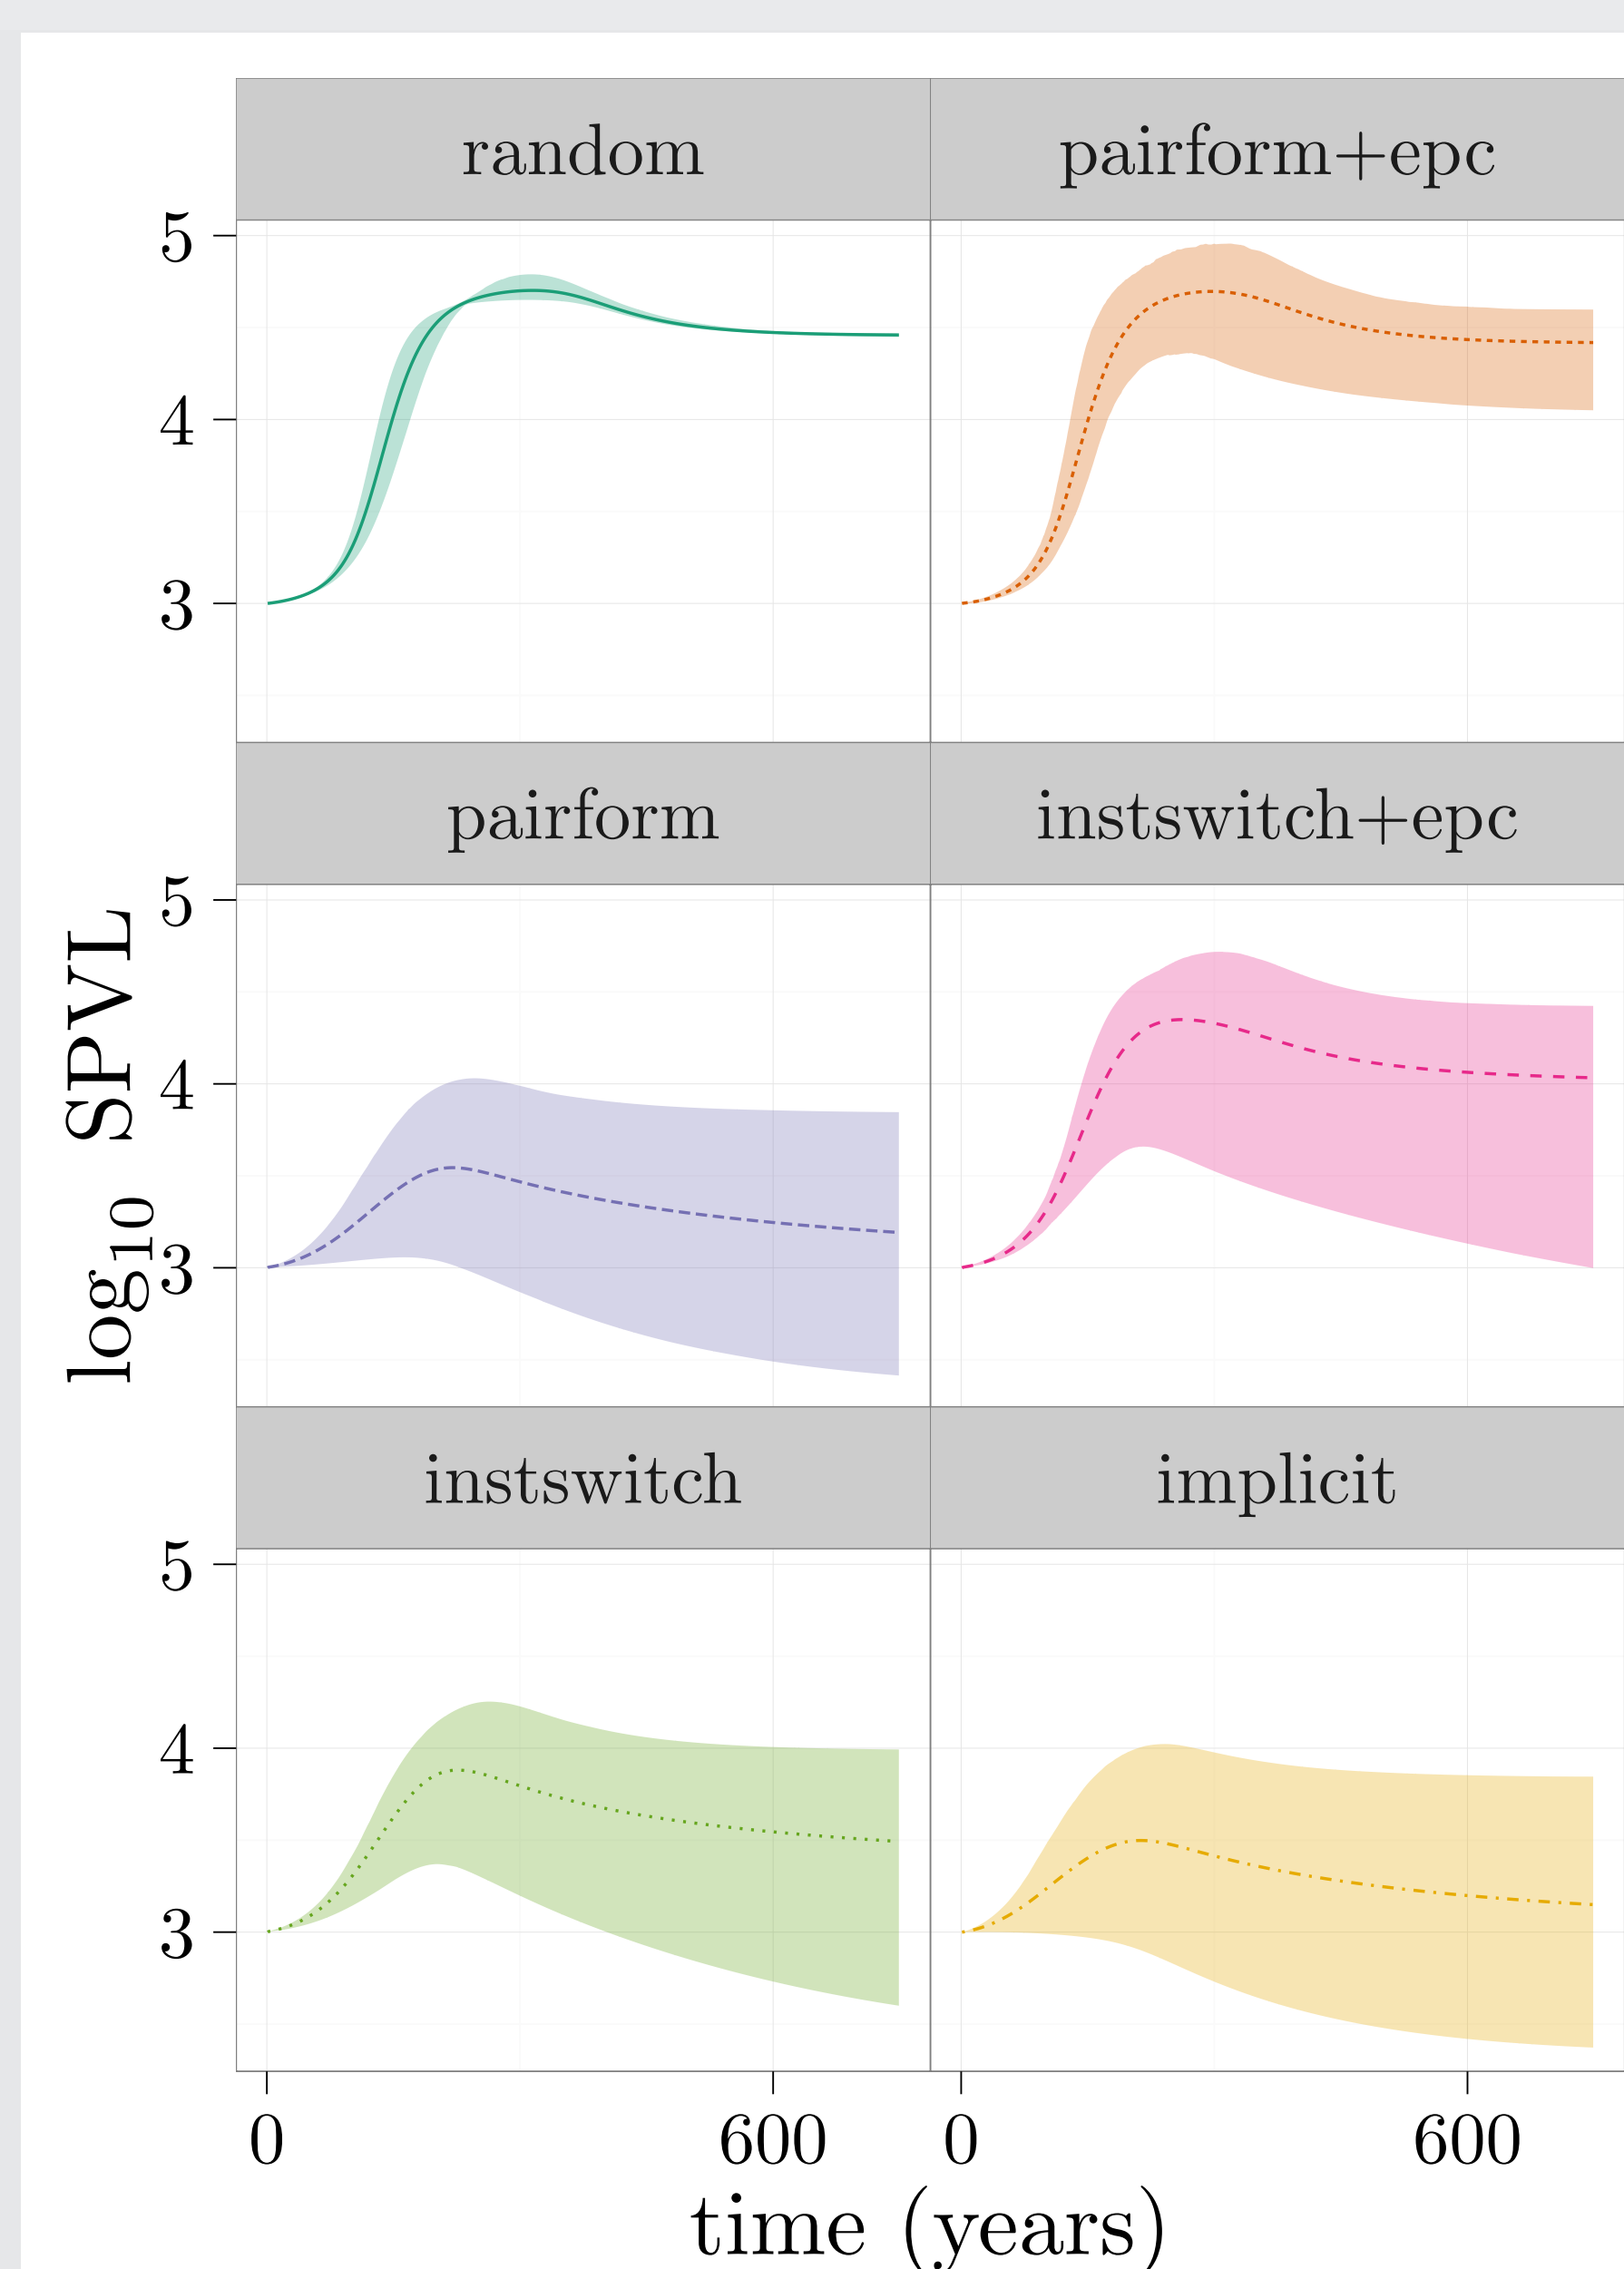 random pairform+epc
5
4
3
pairform instswitch+epc
5
4
3
log10 SPVL
instswitch implicit
5
4
3
0 600 0 600
time (years)